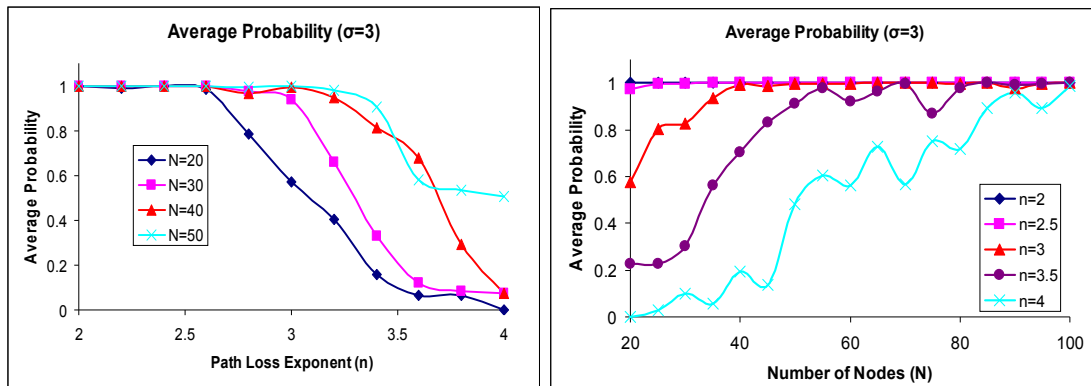 Average Probability (σ=3)
Average Probability
1
0.8
0.6
0.4
0.2
0
2
2.5
3
3.5
4
Path Loss Exponent (n)
N=20
N=30
N=40
N=50
Average Probability (σ=3)
Average Probability
1
0.8
0.6
0.4
0.2
0
20
40
60
80
100
Number of Nodes (N)
n=2
n=2.5
n=3
n=3.5
n=4